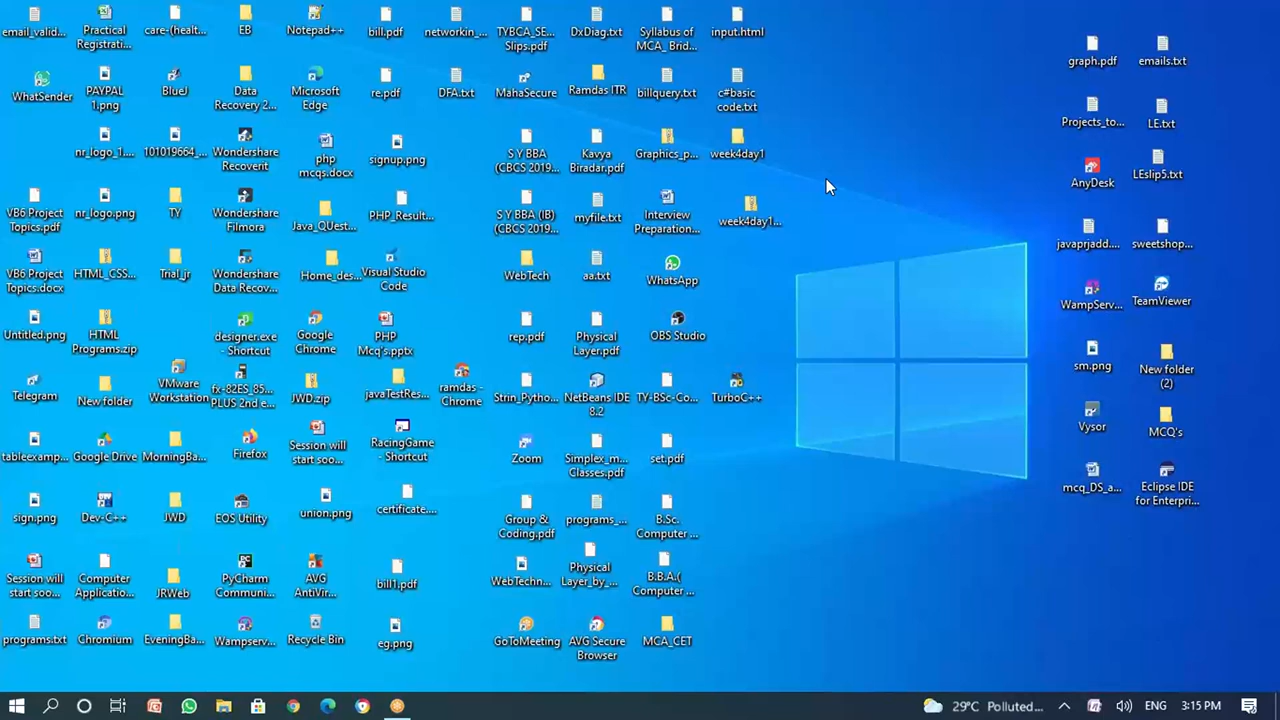 email_valid...
Practical
Registrati...
care-(healt...
EB
Notepad++
bill.pdf
networkin_...
TYBCA_SE...
Slips.pdf
DxDiag.txt
Syllabus of
MCA_ Brid...
input.html
graph.pdf
emails.txt
WhatSender
PAYPAL
1.png
BlueJ
Data
Recovery 2...
Microsoft
Edge
re.pdf
DFA.txt
MahaSecure
Ramdas ITR
billquery.txt
c#basic
code.txt
Projects_to...
LE.txt
nr_logo_1....
101019664_...
Wondershare
Recoverit
php
mcqs.docx
signup.png
S Y BBA
(CBCS 2019...
Kavya
Biradar.pdf
Graphics_p...
week4day1
AnyDesk
LEslip5.txt
VB6 Project
Topics.pdf
nr_logo.png
TY
Wondershare
Filmora
Java_QUest...
PHP_Result...
S Y BBA (IB)
(CBCS 2019...
myfile.txt
Interview
Preparation...
week4day1...
javaprjadd....
sweetshop...
VB6 Project
Topics.docx
HTML_CSS...
Trial_jr
Wondershare
Data Recov...
Home_des...
Visual Studio
Code
WebTech
aa.txt
WhatsApp
WampServ...
TeamViewer
Untitled.png
HTML
Programs.zip
designer.exe
- Shortcut
Google
Chrome
PHP
Mcq's.pptx
rep.pdf
Physical
Layer.pdf
OBS Studio
sm.png
New folder
(2)
Telegram
New folder
VMware
Workstation
fx-82ES_85...
PLUS 2nd e...
JWD.zip
javaTestRes...
ramdas -
Chrome
Strin_Pytho...
NetBeans IDE
8.2
TY-BSc-Co...
TurboC++
Vysor
MCQ's
tableexamp...
Google Drive
MorningBa...
Firefox
Session will
start soo...
RacingGame
- Shortcut
Zoom
Simplex_m...
Classes.pdf
set.pdf
mcq_DS_a...
Eclipse IDE
for Enterpri...
sign.png
Dev-C++
JWD
EOS Utility
union.png
certificate....
Group &
Coding.pdf
programs_...
B.Sc.
Computer ...
Session will
start soo...
Computer
Applicatio...
JRWeb
PyCharm
Communi...
AVG
AntiVir...
bill1.pdf
WebTechn...
Physical
Layer_by_...
B.B.A.(
Computer ...
programs.txt
Chromium
EveningBa...
Wampserv...
Recycle Bin
eg.png
GoToMeeting
AVG Secure
Browser
MCA_CET
29°C Polluted...
ENG
3:15 PM